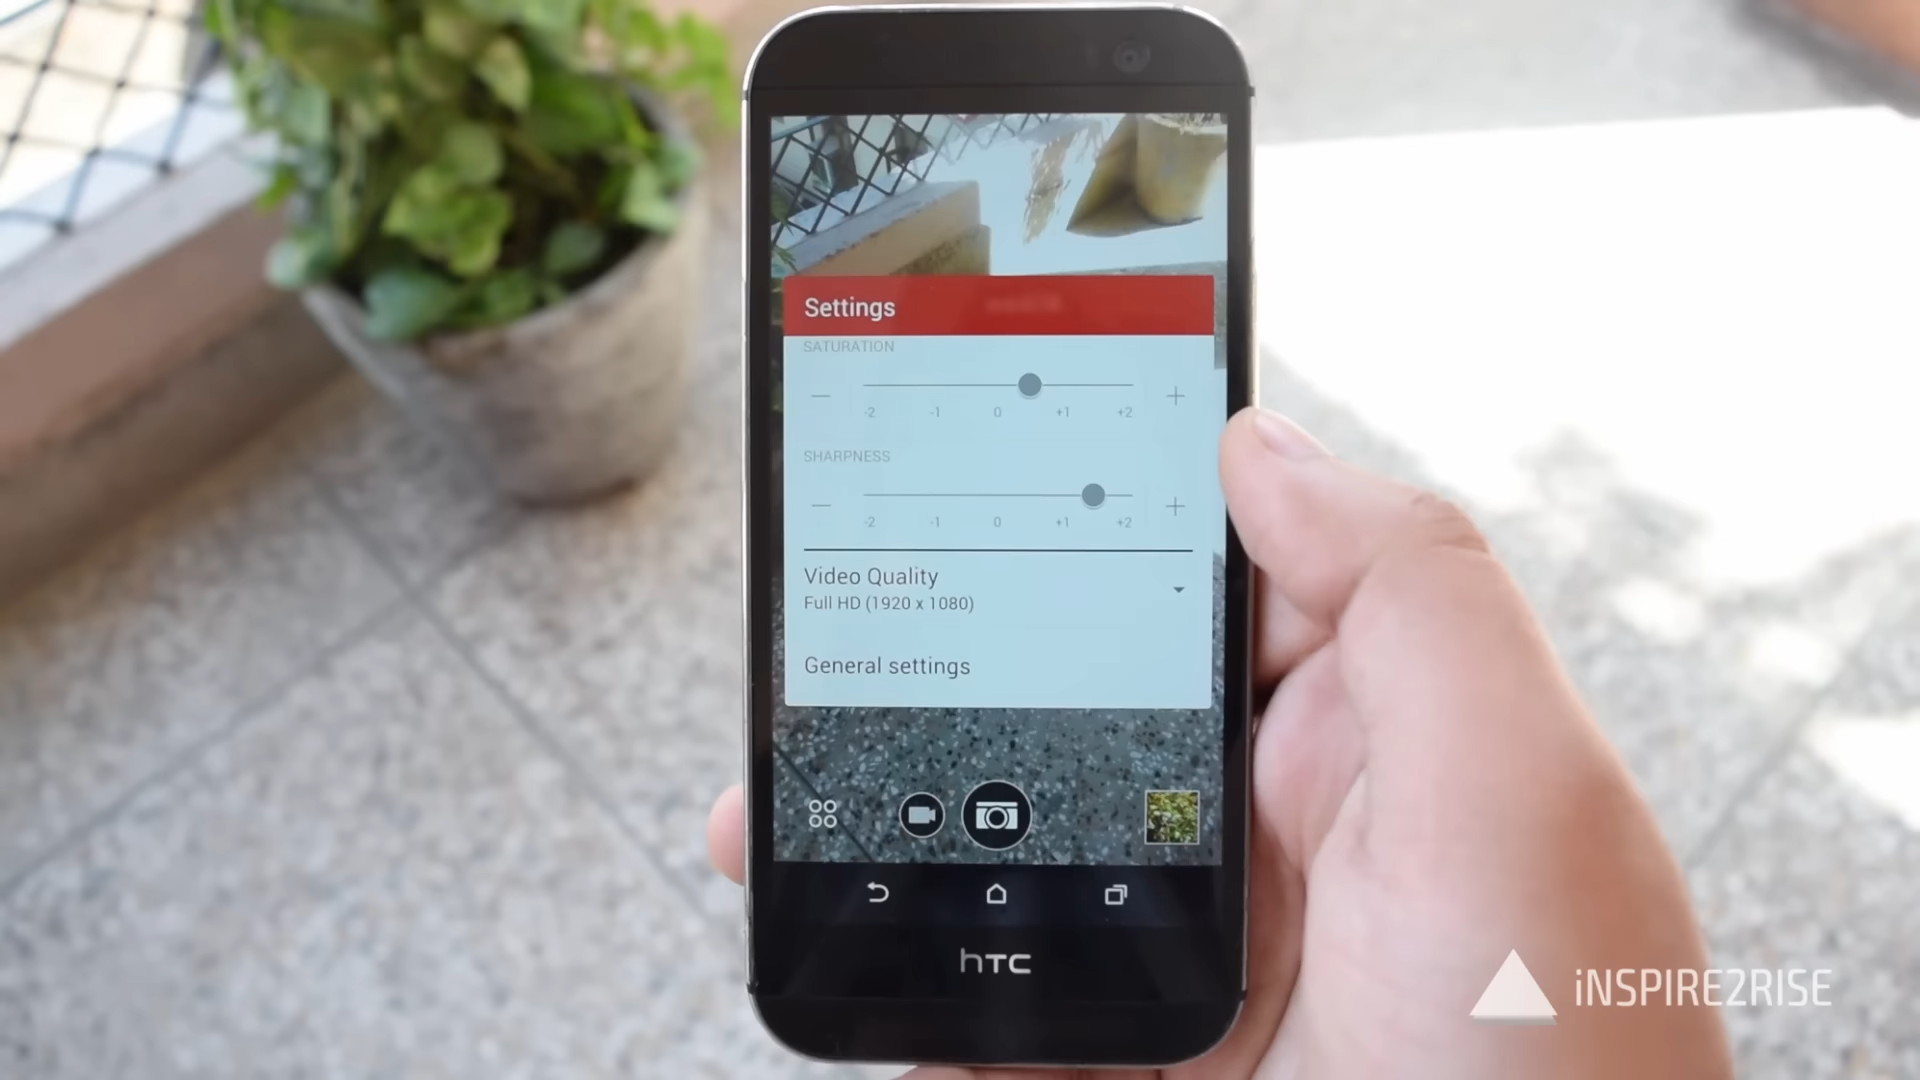 Settings
SATURATION
-2 -1 0 +1 +2
SHARPNESS
-2 -1 0 +1 +2
Video Quality
Full HD (1920 x 1080)
General settings
hTC
iNSPIRE2RISE